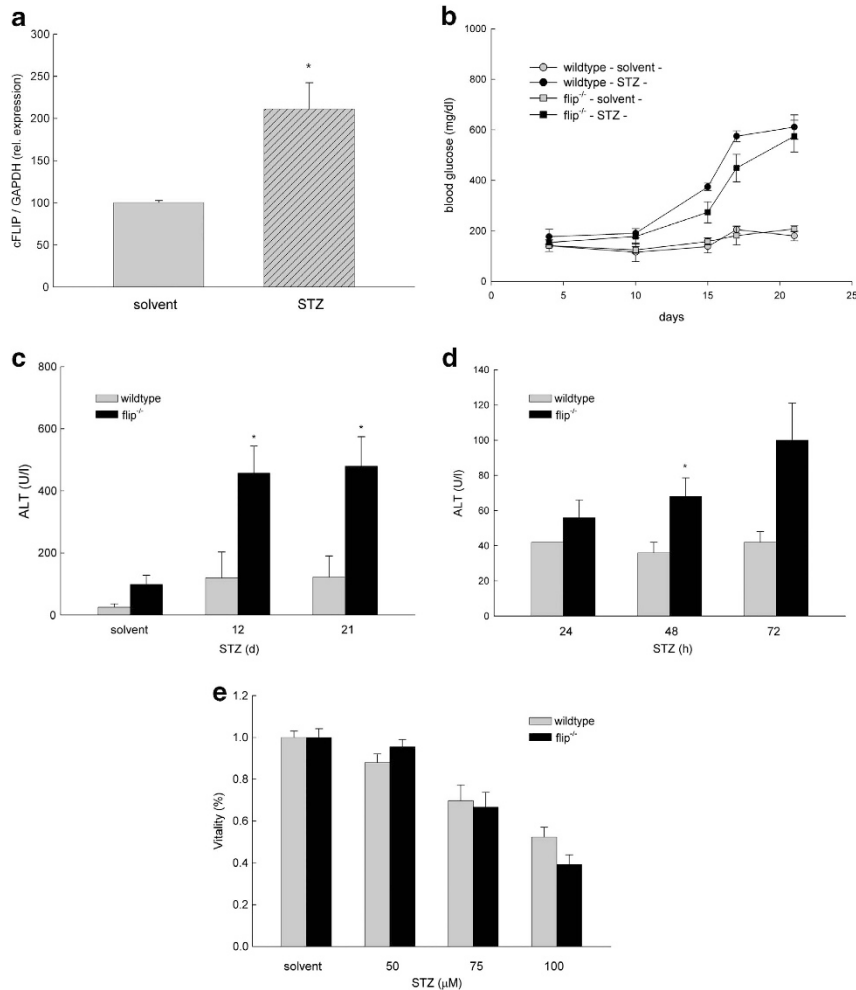 a
300
250
200
150
100
50
0
cFLIP / GAPDH (rel. expression)
*
solvent
STZ
b
1000
800
600
400
200
0
blood glucose (mg/dl)
wildtype - solvent -
wildtype - STZ -
flip-/- - solvent -
flip-/- - STZ -
0
5
10
15
20
25
days
c
800
600
400
200
0
ALT (U/l)
wildtype
flip-/-
*
*
solvent
12
21
STZ (d)
d
140
120
100
80
60
40
20
0
ALT (U/l)
wildtype
flip-/-
*
24
48
72
STZ (h)
e
1.2
1.0
0.8
0.6
0.4
0.2
0.0
Vitality (%)
wildtype
flip-/-
solvent
50
75
100
STZ (μM)